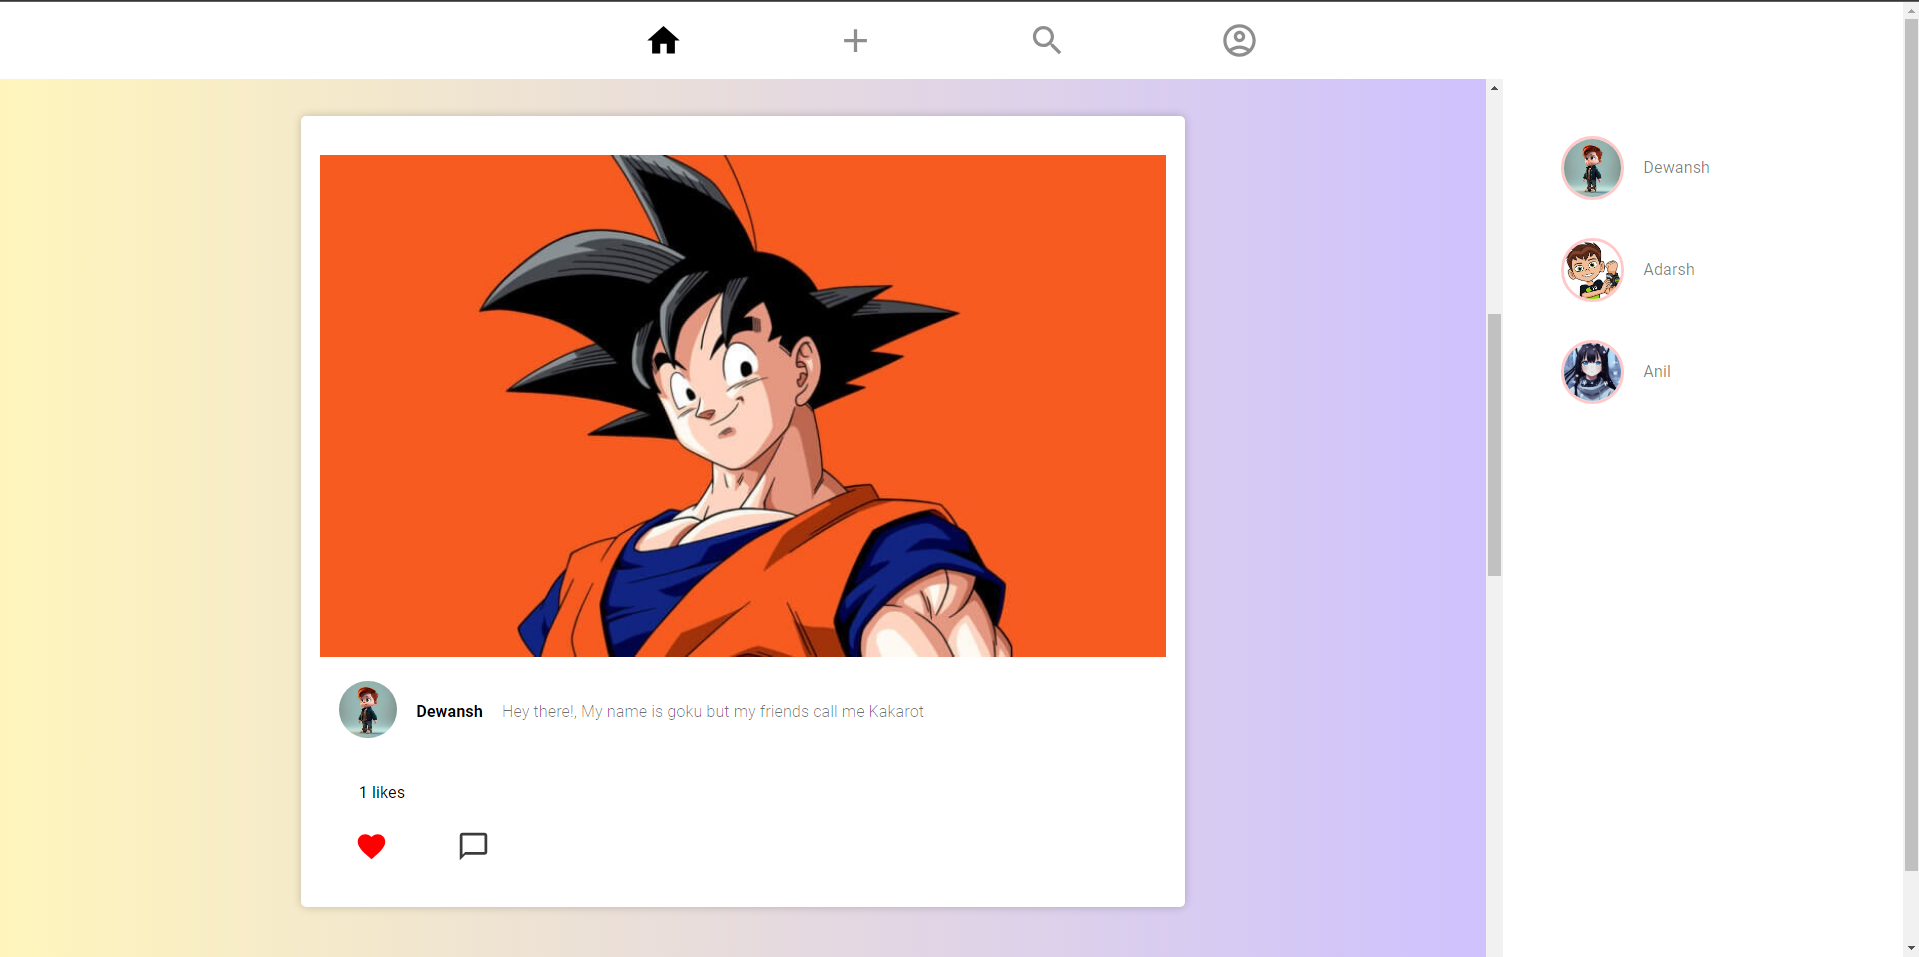 Dewansh
Adarsh
Anil
Dewansh Hey there!, My name is goku but my friends call me Kakarot
1 likes